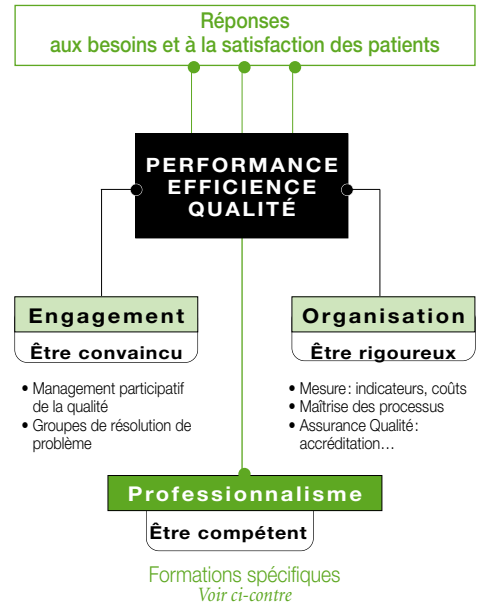 Réponses
aux besoins et à la satisfaction des patients
PERFORMANCE
EFFICIENCE
QUALITÉ
Engagement
Être convaincu
• Management participatif
de la qualité
• Groupes de résolution de
problème
Organisation
Être rigoureux
• Mesure : indicateurs, coûts
• Maîtrise des processus
• Assurance Qualité :
accréditation…
Professionnalisme
Être compétent
Formations spécifiques
Voir ci-contre